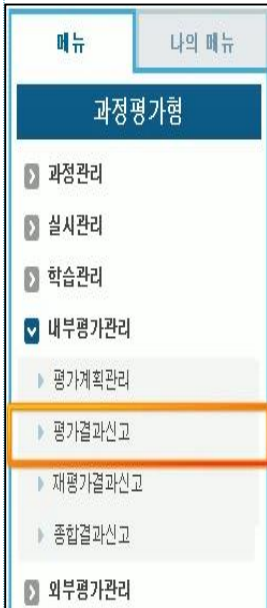 메뉴 나의 메뉴
과정평가형
과정관리
실시관리
학습관리
내부평가관리
평가계획관리
평가결과신고
재평가결과신고
종합결과신고
외부평가관리